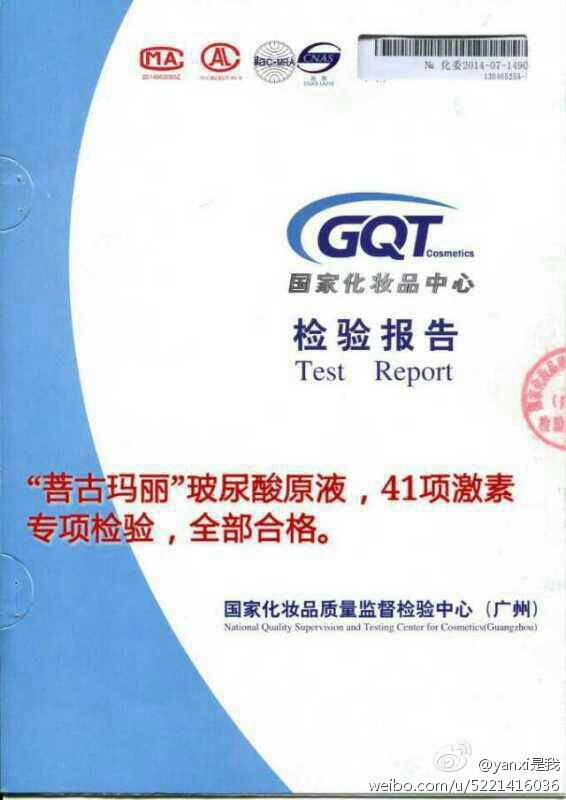 MA
AL
ilac-MRA
CNAS
№ 化委2014-07-1490
GQT
Cosmetics
国家化妆品中心
检验报告
Test Report
“菩古玛丽”玻尿酸原液，41项激素
专项检验，全部合格。
国家化妆品质量监督检验中心（广州）
National Quality Supervision and Testing Center for Cosmetics(Guangzhou)
@yanxi是我
weibo.com/u/5221416036